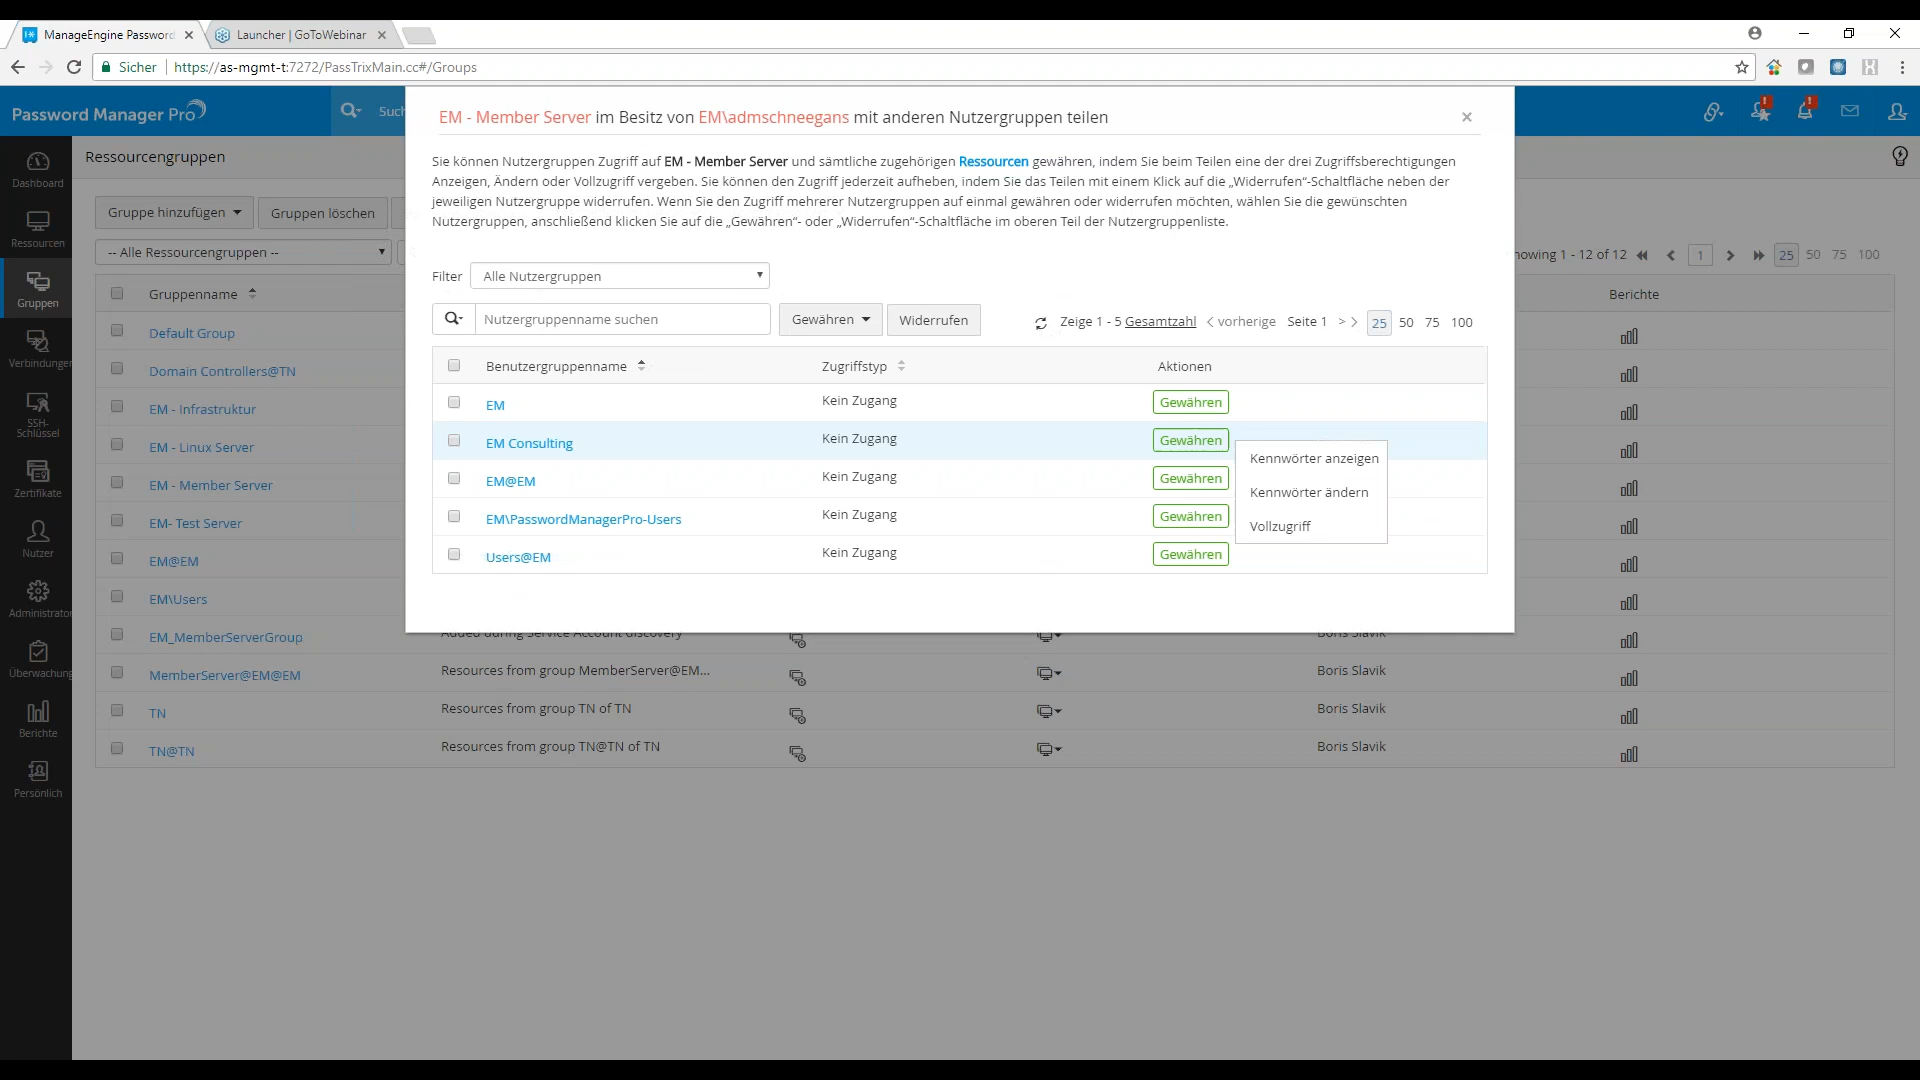 ManageEngine Password
Launcher | GoToWebinar
Sicher
https://as-mgmt-t:7272/PassTrixMain.cc#/Groups
Password Manager Pro
Such
EM - Member Server im Besitz von EM\admschneegans mit anderen Nutzergruppen teilen
Sie können Nutzergruppen Zugriff auf EM - Member Server und sämtliche zugehörigen Ressourcen gewähren, indem Sie beim Teilen eine der drei Zugriffsberechtigungen
Anzeigen, Ändern oder Vollzugriff vergeben. Sie können den Zugriff jederzeit aufheben, indem Sie das Teilen mit einem Klick auf die „Widerrufen“-Schaltfläche neben der
jeweiligen Nutzergruppe widerrufen. Wenn Sie den Zugriff mehrerer Nutzergruppen auf einmal gewähren oder widerrufen möchten, wählen Sie die gewünschten
Nutzergruppen, anschließend klicken Sie auf die „Gewähren“- oder „Widerrufen“-Schaltfläche im oberen Teil der Nutzergruppenliste.
Filter Alle Nutzergruppen
Nutzergruppenname suchen Gewähren Widerrufen Zeige 1 - 5 Gesamtzahl < vorherige Seite 1 > > 25 50 75 100
Benutzergruppenname Zugriffstyp Aktionen
EM Kein Zugang Gewähren
EM Consulting Kein Zugang Gewähren
EM@EM Kein Zugang Gewähren
EM\PasswordManagerPro-Users Kein Zugang Gewähren
Users@EM Kein Zugang Gewähren
Kennwörter anzeigen
Kennwörter ändern
Vollzugriff
Dashboard
Ressourcen
Gruppen
Verbindungen
SSH-
Schlüssel
Zertifikate
Nutzer
Administrator
Überwachung
Berichte
Persönlich
Ressourcengruppen
Gruppe hinzufügen Gruppen löschen
-- Alle Ressourcengruppen --
howing 1 - 12 of 12 1 25 50 75 100
Gruppenname Berichte
Default Group
Domain Controllers@TN
EM - Infrastruktur
EM - Linux Server
EM - Member Server
EM- Test Server
EM@EM
EM\Users
EM_MemberServerGroup Added during Service Account discovery Boris Slavik
MemberServer@EM@EM Resources from group MemberServer@EM... Boris Slavik
TN Resources from group TN of TN Boris Slavik
TN@TN Resources from group TN@TN of TN Boris Slavik